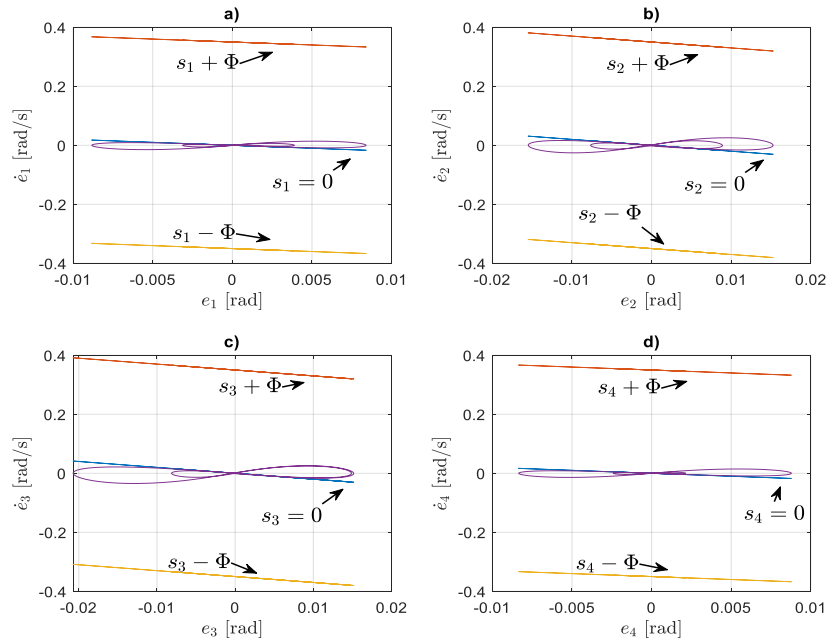 a)
0.4
0.2
0
-0.2
-0.4
ė₁ [rad/s]
s₁ + Φ
s₁ = 0
s₁ − Φ
-0.01 -0.005 0 0.005 0.01
e₁ [rad]
b)
0.4
0.2
0
-0.2
-0.4
ė₂ [rad/s]
s₂ + Φ
s₂ = 0
s₂ − Φ
-0.02 -0.01 0 0.01 0.02
e₂ [rad]
c)
0.4
0.2
0
-0.2
-0.4
ė₃ [rad/s]
s₃ + Φ
s₃ = 0
s₃ − Φ
-0.02 -0.01 0 0.01 0.02
e₃ [rad]
d)
0.4
0.2
0
-0.2
-0.4
ė₄ [rad/s]
s₄ + Φ
s₄ = 0
s₄ − Φ
-0.01 -0.005 0 0.005 0.01
e₄ [rad]